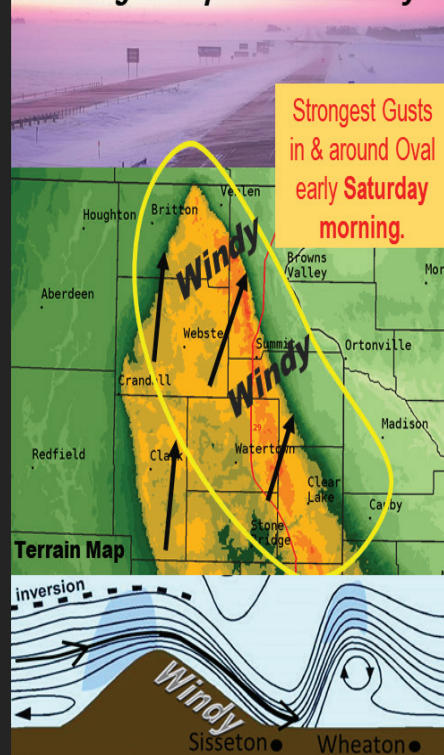 Strongest Gusts
in & around Oval
early Saturday
morning.
Veblen
Houghton
Britton
Windy
Browns
Valley
Aberdeen
Webster
Summit
Ortonville
Windy
Crandall
29
Madison
Redfield
Clark
Watertown
Clear
Lake
Canby
Stone
Bridge
Terrain Map
inversion
Windy
Sisseton
Wheaton